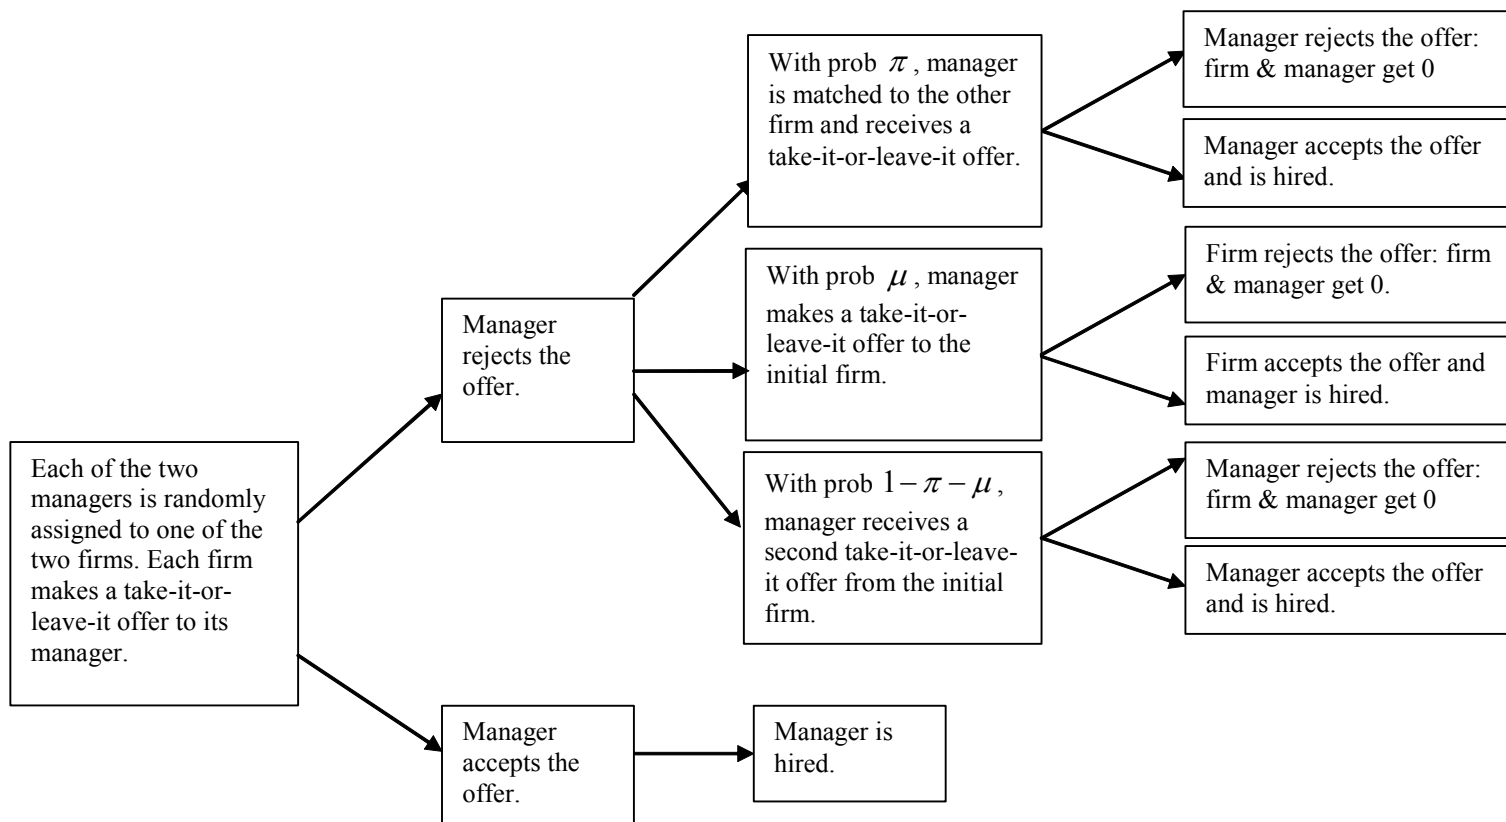 Each of the two
managers is randomly
assigned to one of the
two firms. Each firm
makes a take-it-or-
leave-it offer to its
manager.
Manager
rejects the
offer.
Manager
accepts the
offer.
With prob π , manager
is matched to the other
firm and receives a
take-it-or-leave-it offer.
With prob μ , manager
makes a take-it-or-
leave-it offer to the
initial firm.
With prob 1−π−μ ,
manager receives a
second take-it-or-leave-
it offer from the initial
firm.
Manager is
hired.
Manager rejects the offer:
firm & manager get 0
Manager accepts the offer
and is hired.
Firm rejects the offer: firm
& manager get 0.
Firm accepts the offer and
manager is hired.
Manager rejects the offer:
firm & manager get 0
Manager accepts the offer
and is hired.